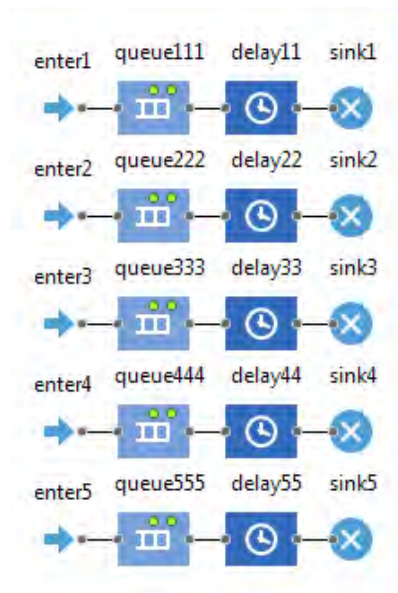 enter1 queue111 delay11 sink1
enter2 queue222 delay22 sink2
enter3 queue333 delay33 sink3
enter4 queue444 delay44 sink4
enter5 queue555 delay55 sink5